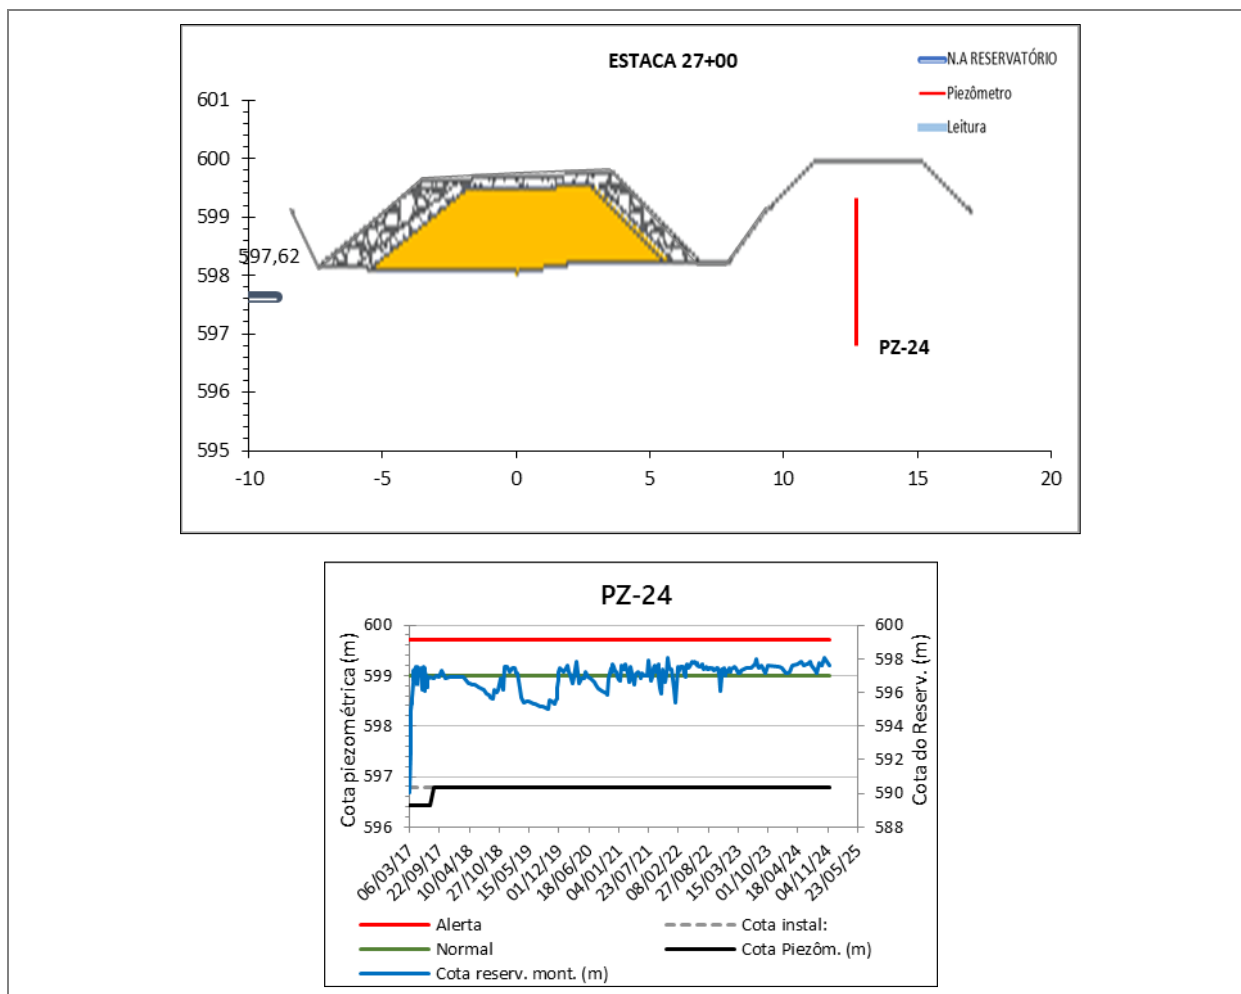 ESTACA 27+00
N.A RESERVATÓRIO
Piezômetro
Leitura
601
600
599
598
597
596
595
597,62
PZ-24
-10 -5 0 5 10 15 20
PZ-24
Cota piezométrica (m)
600
599
598
597
596
600
598
596
594
592
590
588
Cota do Reserv. (m)
06/03/17 22/09/17 10/04/18 27/10/18 15/05/19 01/12/19 18/06/20 04/01/21 23/07/21 08/02/22 27/08/22 15/03/23 01/10/23 18/04/24 04/11/24 23/05/25
Alerta Cota instal:
Normal Cota Piezôm. (m)
Cota reserv. mont. (m)